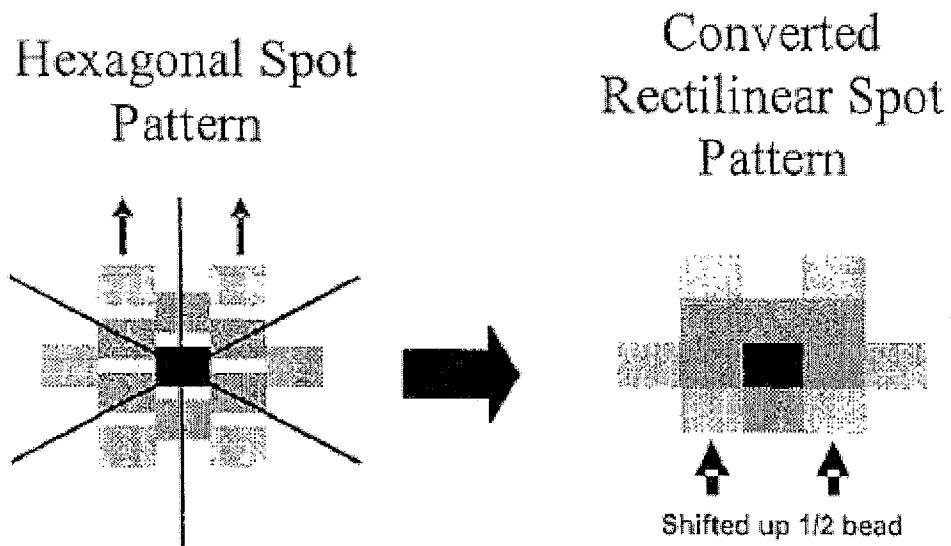 Hexagonal Spot
Pattern
Converted
Rectilinear Spot
Pattern
Shifted up 1/2 bead